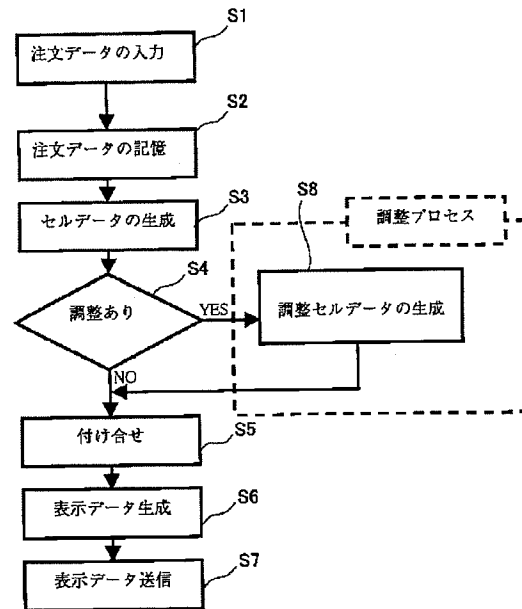 S1
注文データの入力
S2
注文データの記憶
S3
セルデータの生成
S8
調整プロセス
S4
調整あり
YES
調整セルデータの生成
NO
付け合せ
S5
表示データ生成
S6
表示データ送信
S7